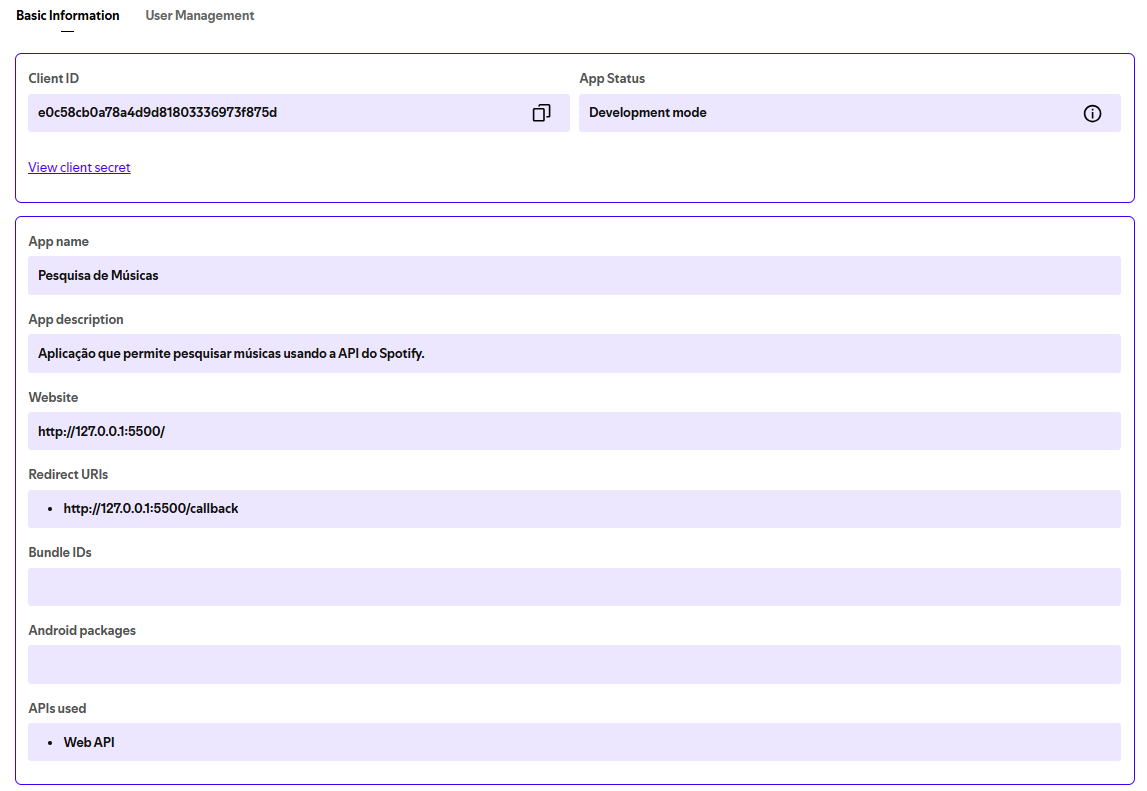 Basic Information User Management
Client ID App Status
e0c58cb0a78a4d9d81803336973f875d Development mode
View client secret
App name
Pesquisa de Músicas
App description
Aplicação que permite pesquisar músicas usando a API do Spotify.
Website
http://127.0.0.1:5500/
Redirect URIs
• http://127.0.0.1:5500/callback
Bundle IDs
Android packages
APIs used
• Web API